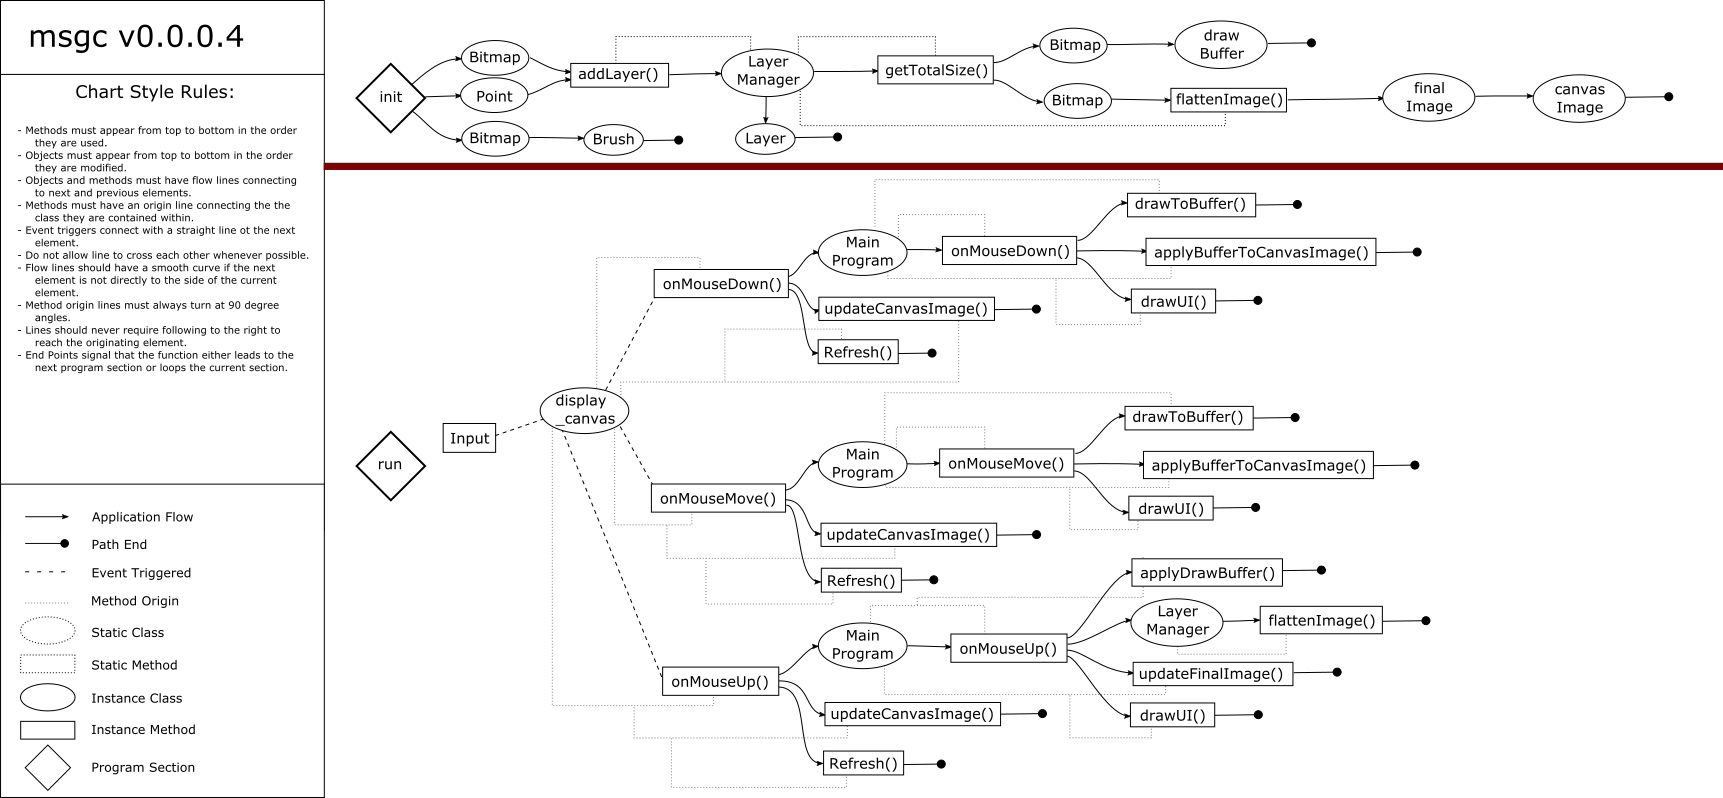 msgc v0.0.0.4
Chart Style Rules:
- Methods must appear from top to bottom in the order
they are used.
- Objects must appear from top to bottom in the order
they are modified.
- Objects and methods must have flow lines connecting
to next and previous elements.
- Methods must have an origin line connecting the the
class they are contained within.
- Event triggers connect with a straight line ot the next
element.
- Do not allow line to cross each other whenever possible.
- Flow lines should have a smooth curve if the next
element is not directly to the side of the current
element.
- Method origin lines must always turn at 90 degree
angles.
- Lines should never require following to the right to
reach the originating element.
- End Points signal that the function either leads to the
next program section or loops the current section.
Application Flow
Path End
Event Triggered
Method Origin
Static Class
Static Method
Instance Class
Instance Method
Program Section
init
Bitmap
Point
Bitmap
addLayer()
Brush
Layer
Manager
Layer
getTotalSize()
Bitmap
draw
Buffer
Bitmap
flattenImage()
final
Image
canvas
Image
run
Input
display
_canvas
onMouseDown()
Main
Program
onMouseDown()
drawToBuffer()
applyBufferToCanvasImage()
drawUI()
updateCanvasImage()
Refresh()
onMouseMove()
Main
Program
onMouseMove()
drawToBuffer()
applyBufferToCanvasImage()
drawUI()
updateCanvasImage()
Refresh()
onMouseUp()
Main
Program
onMouseUp()
applyDrawBuffer()
Layer
Manager
flattenImage()
updateFinalImage()
drawUI()
updateCanvasImage()
Refresh()